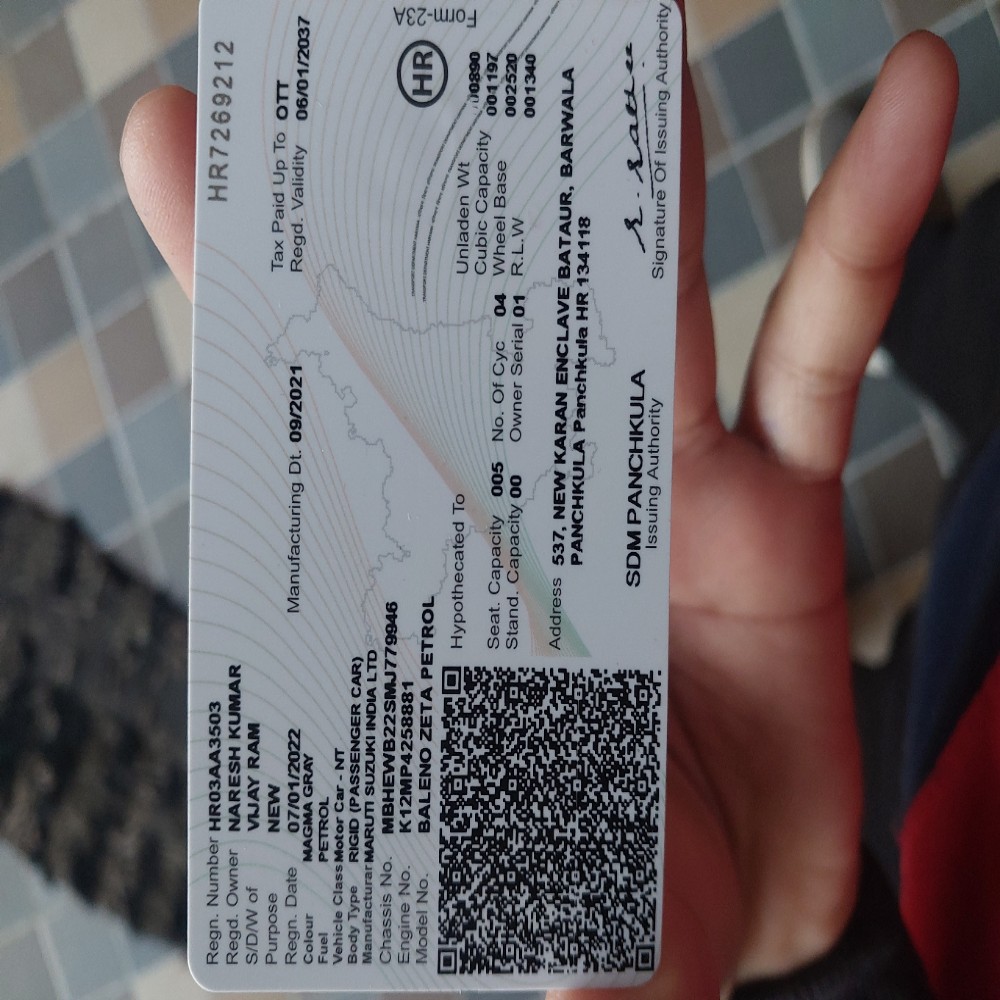 HR7269212
Form-23A
HR
Regn. Number HR03AA3503
Regd. Owner NARESH KUMAR
S/D/W of VIJAY RAM
Purpose NEW
Regn. Date 07/01/2022
Colour MAGMA GRAY
Fuel PETROL
Vehicle Class Motor Car - NT
Body Type RIGID (PASSENGER CAR)
Manufacturar MARUTI SUZUKI INDIA LTD
Chassis No. MBHEWB22SMJ779946
Engine No. K12MP4258881
Model No. BALENO ZETA PETROL
Manufacturing Dt. 09/2021
Tax Paid Up To OTT
Regd. Validity 06/01/2037
Hypothecated To
Unladen Wt 00890
Cubic Capacity 001197
Seat. Capacity 005 No. Of Cyc 04 Wheel Base 002520
Stand. Capacity 00 Owner Serial 01 R.L.W 001340
Address 537, NEW KARAN ENCLAVE BATAUR, BARWALA
PANCHKULA Panchkula HR 134118
SDM PANCHKULA
Issuing Authority
Signature Of Issuing Authority